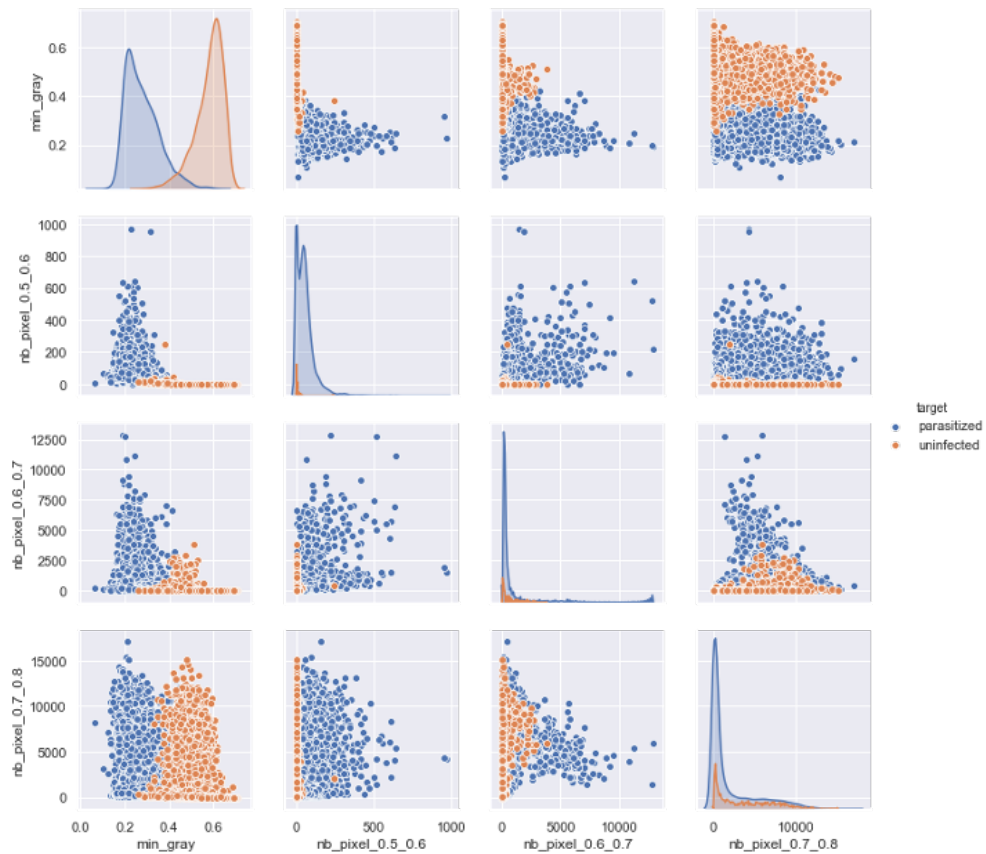 0.6
0.4
0.2
min_gray
1000
800
600
400
200
0
nb_pixel_0.5_0.6
target
parasitized
uninfected
12500
10000
7500
5000
2500
0
nb_pixel_0.6_0.7
15000
10000
5000
0
nb_pixel_0.7_0.8
0.0 0.2 0.4 0.6 0 500 1000 0 5000 10000 0 10000
min_gray nb_pixel_0.5_0.6 nb_pixel_0.6_0.7 nb_pixel_0.7_0.8